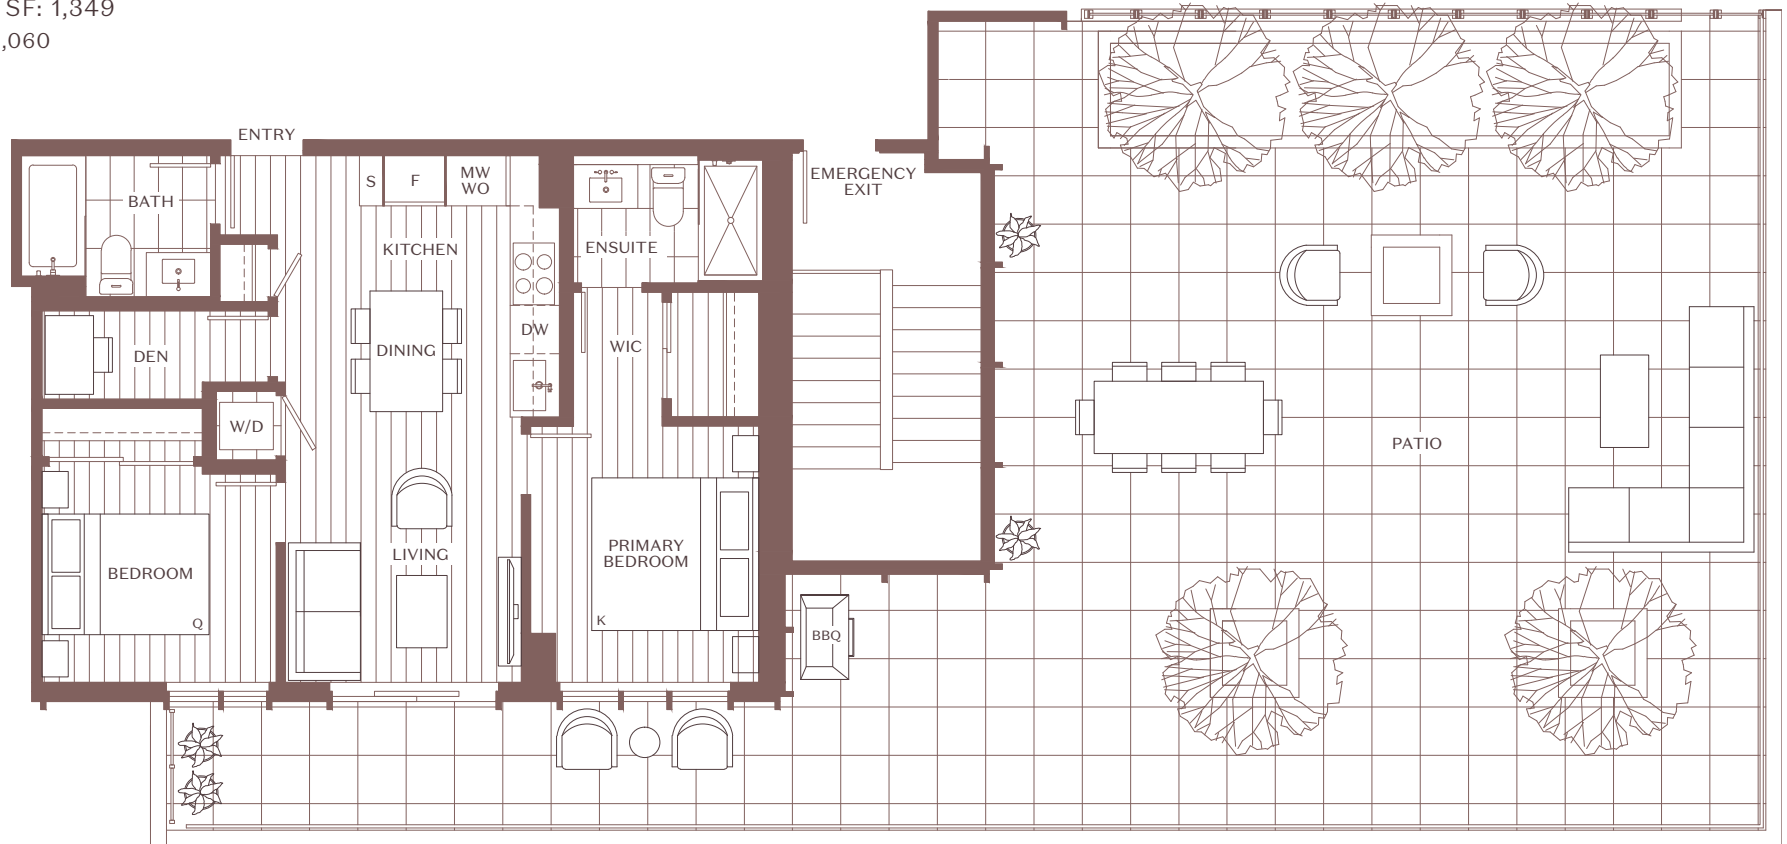 SF: 1,349
,060
ENTRY
S
F
MW
WO
BATH
KITCHEN
ENSUITE
EMERGENCY
EXIT
DEN
DINING
DW
WIC
W/D
PATIO
BEDROOM
Q
LIVING
PRIMARY
BEDROOM
K
BBQ